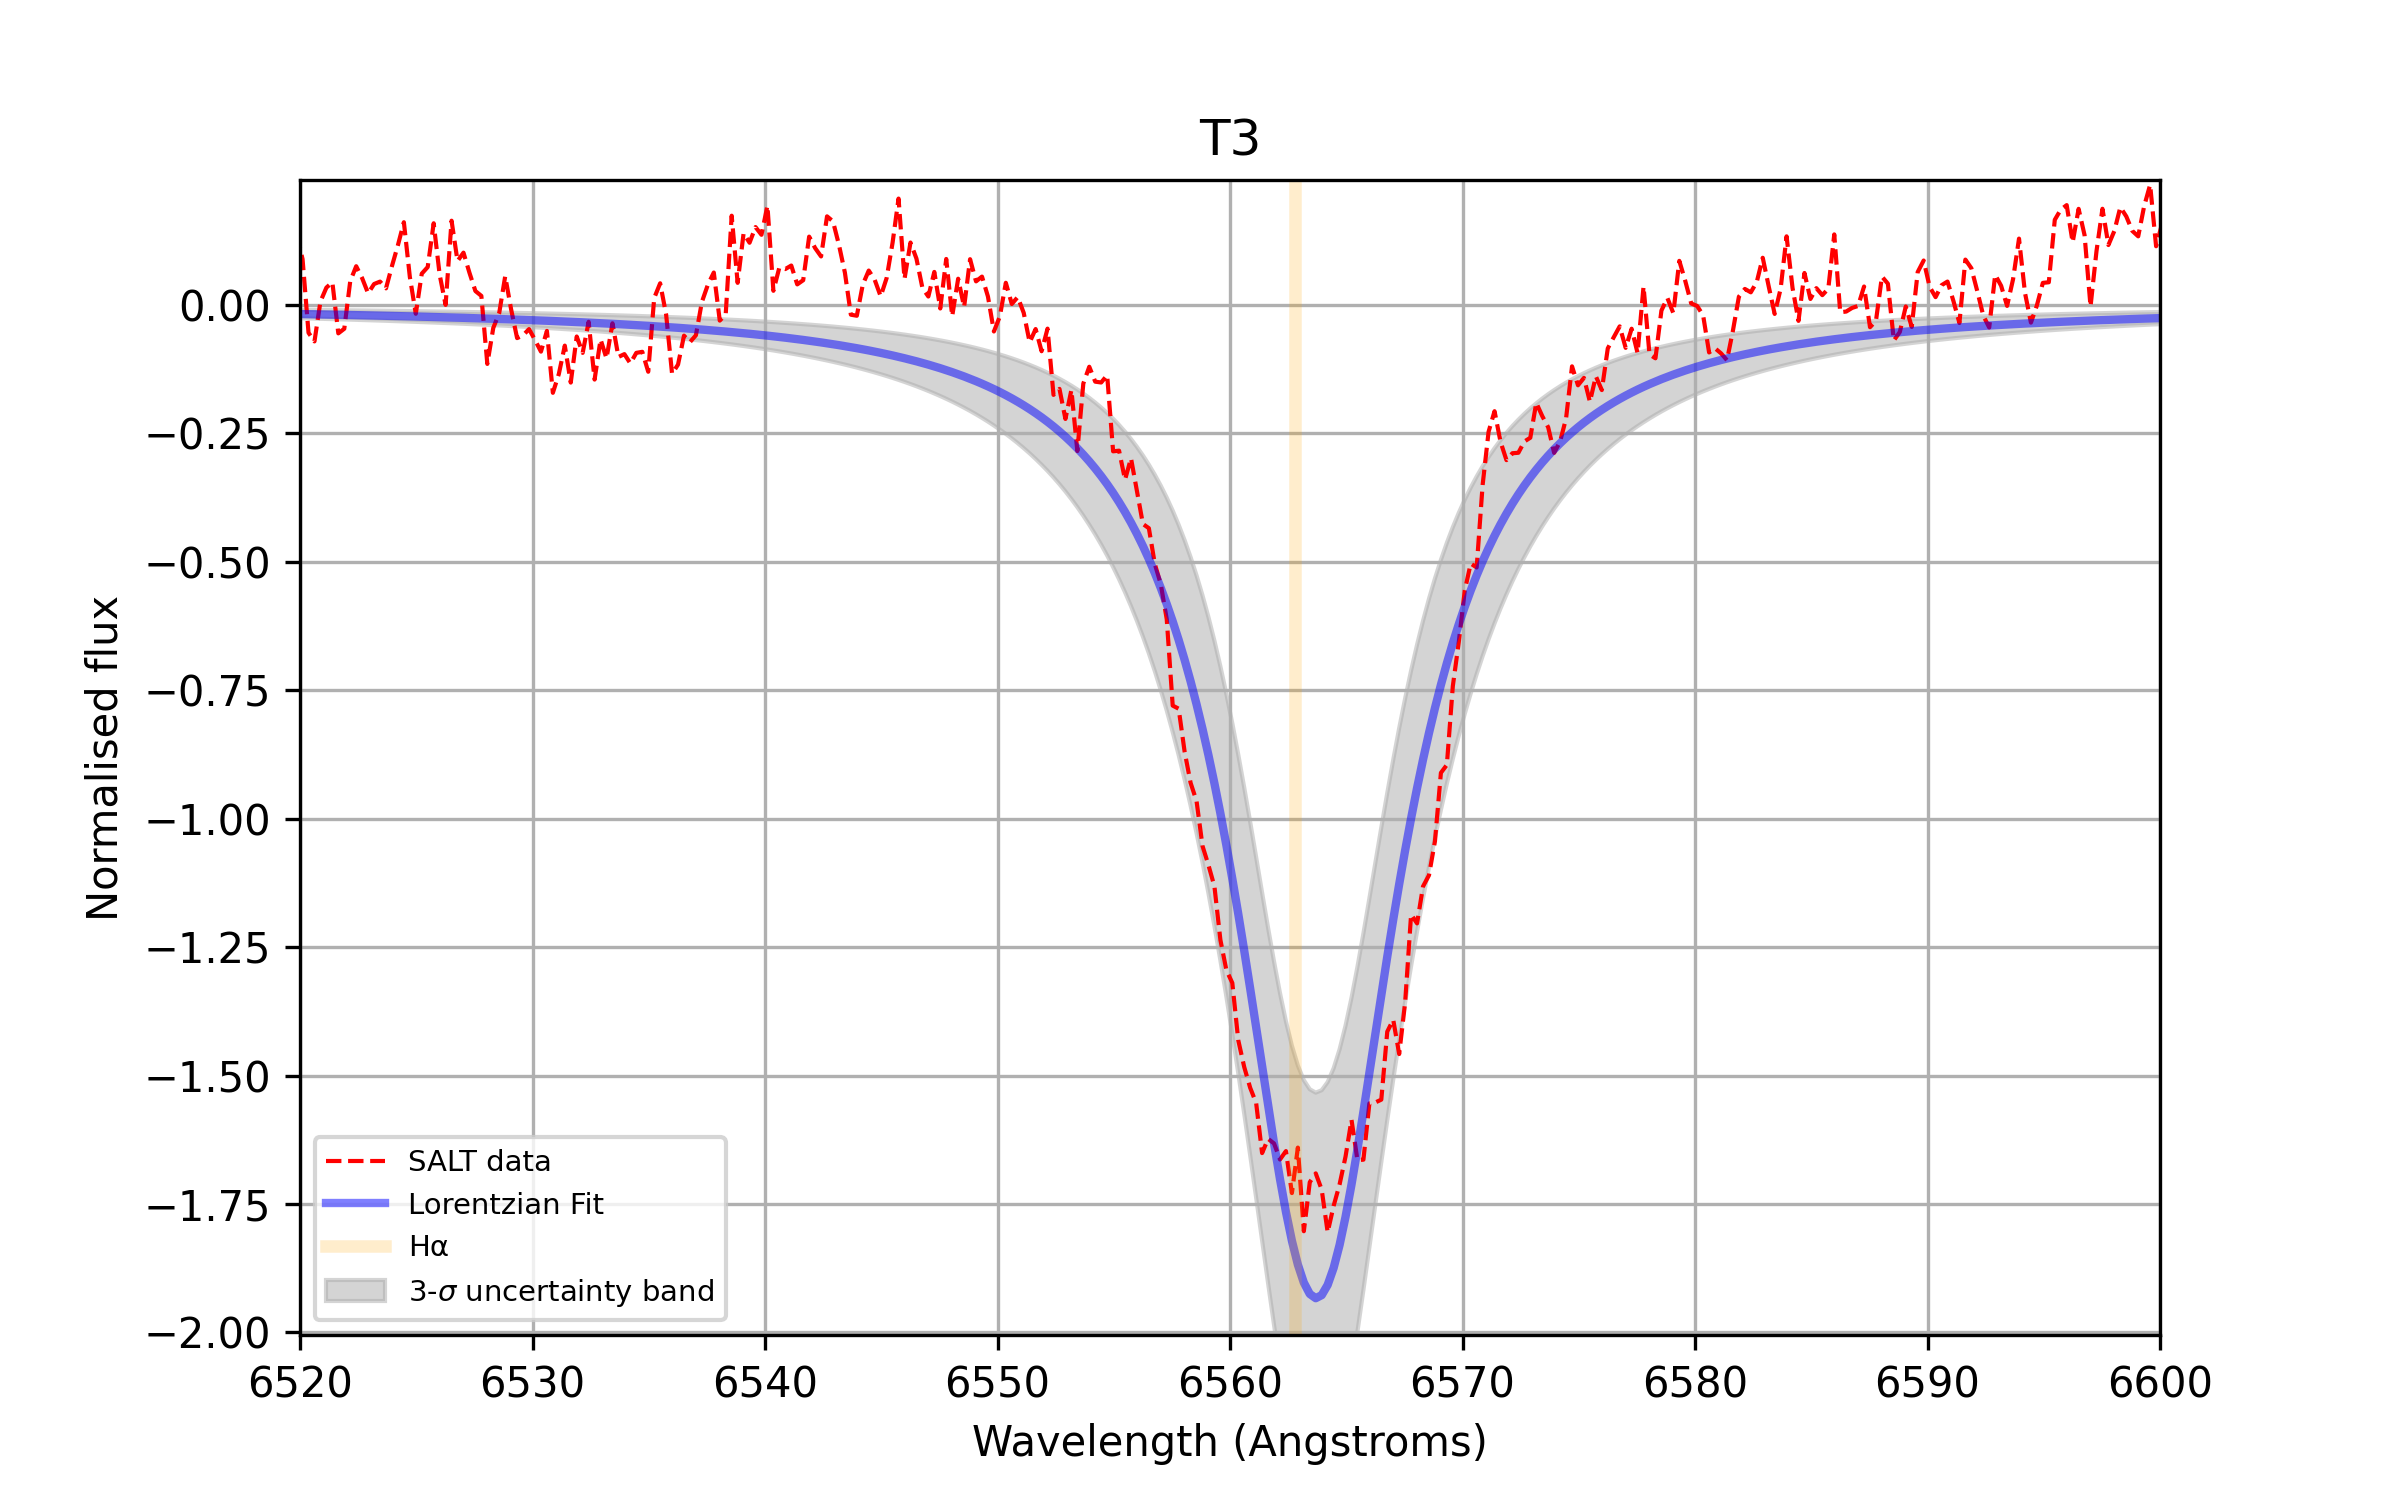 T3
Normalised flux
0.00
−0.25
−0.50
−0.75
−1.00
−1.25
−1.50
−1.75
−2.00
SALT data
Lorentzian Fit
Hα
3-σ uncertainty band
6520 6530 6540 6550 6560 6570 6580 6590 6600
Wavelength (Angstroms)